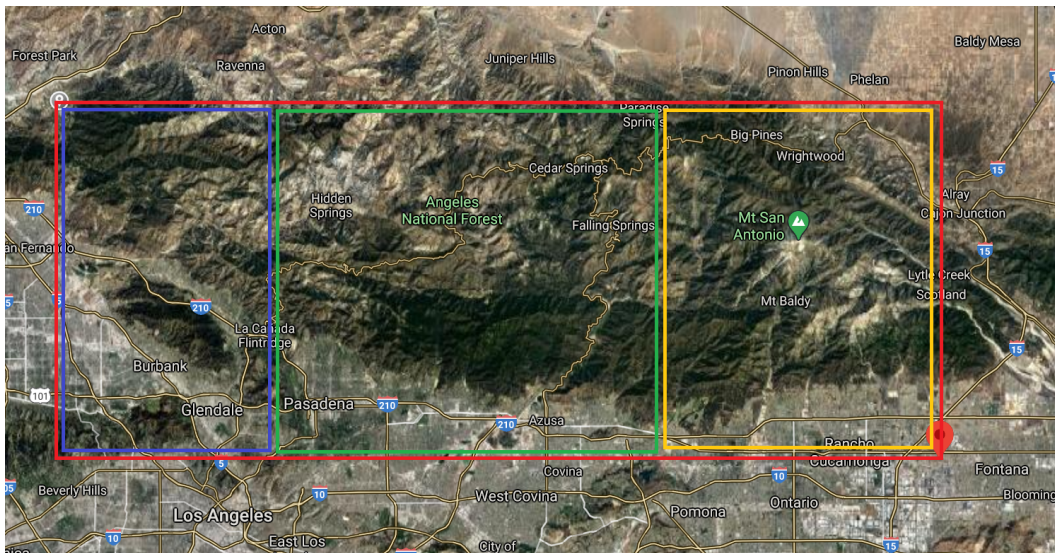 Acton
Forest Park
Baldy Mesa
Ravenna
Juniper Hills
Pinon Hills
Phelan
Paradise
Springs
Big Pines
Wrightwood
Cedar Springs
Hidden
Springs
Angeles
National Forest
Alray
Cajon Junction
210
Mt San
Antonio
Falling Springs
an Fernando
15
15
Lytle Creek
Scotland
Mt Baldy
5
5
210
La Cañada
Flintridge
15
Burbank
101
Glendale
Pasadena
210
210
Azusa
Rancho
Cucamonga
5
Covina
Fontana
10
Beverly Hills
05
10
West Covina
Ontario
Blooming
Los Angeles
Pomona
10
East Los
City of
15